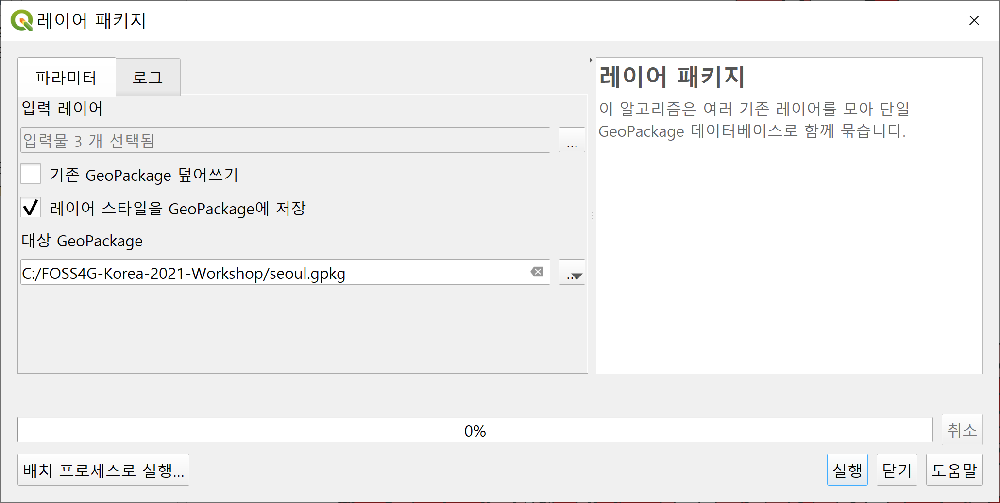 레이어 패키지
파라미터
로그
입력 레이어
입력물 3 개 선택됨
...
기존 GeoPackage 덮어쓰기
레이어 스타일을 GeoPackage에 저장
대상 GeoPackage
C:/FOSS4G-Korea-2021-Workshop/seoul.gpkg
...
레이어 패키지
이 알고리즘은 여러 기존 레이어를 모아 단일
GeoPackage 데이터베이스로 함께 묶습니다.
0%
취소
배치 프로세스로 실행...
실행
닫기
도움말